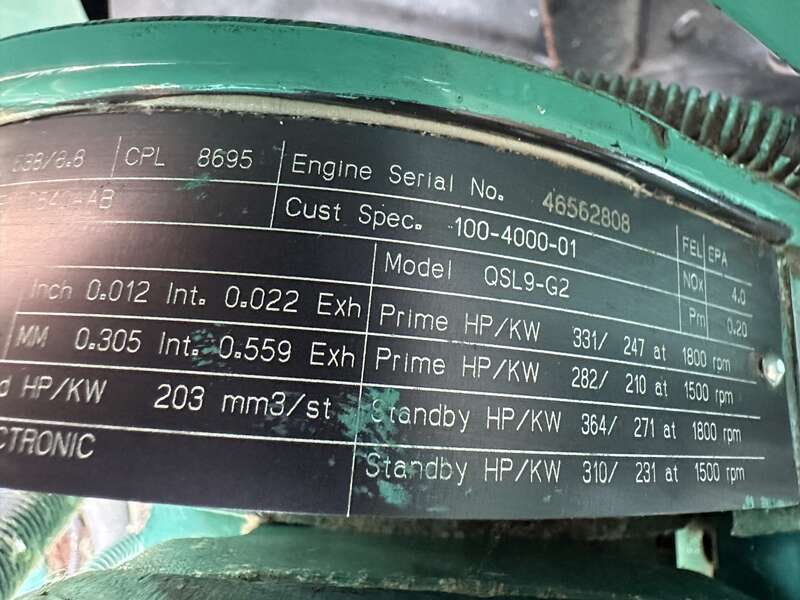 538/8.8 CPL 8695 Engine Serial No. 46562808
Cust Spec. 100-4000-01 FEL EPA
Model QSL9-G2 NOx 4.0
Inch 0.012 Int. 0.022 Exh Prime HP/KW 331/ 247 at 1800 rpm Pm 0.20
MM 0.305 Int. 0.559 Exh Prime HP/KW 282/ 210 at 1500 rpm
d HP/KW 203 mm3/st Standby HP/KW 364/ 271 at 1800 rpm
CTRONIC Standby HP/KW 310/ 231 at 1500 rpm